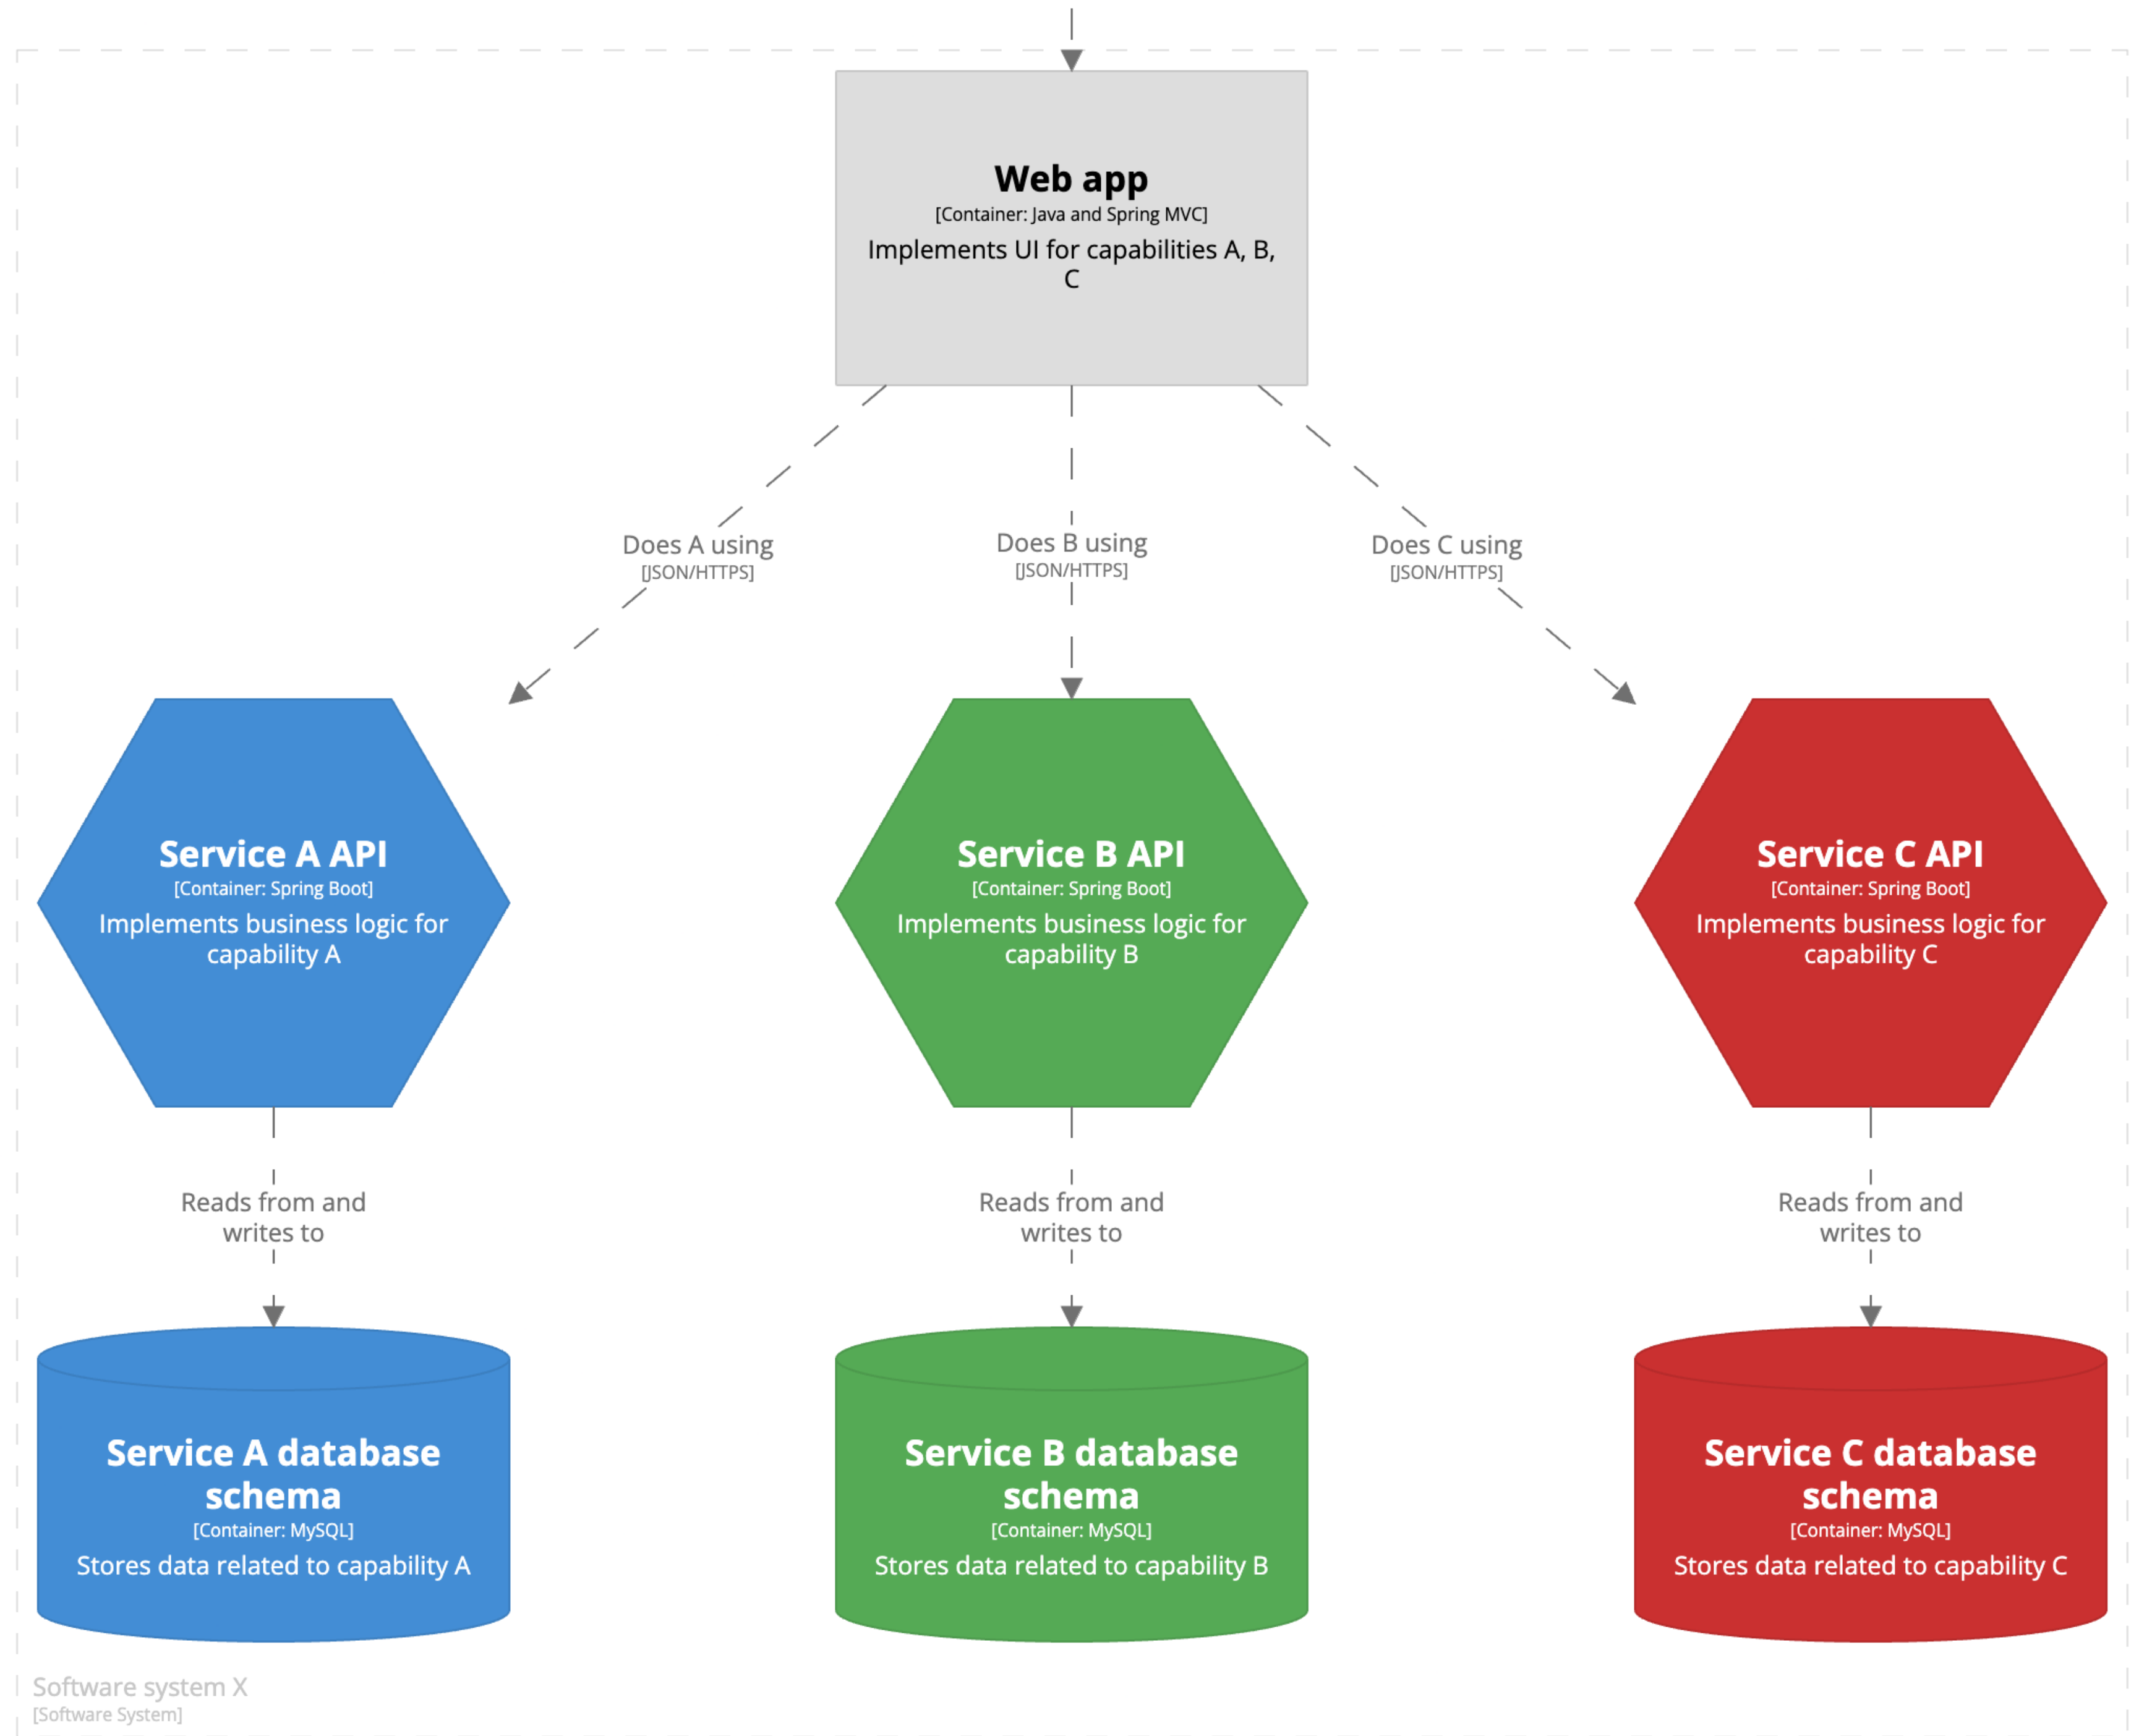 Web app
[Container: Java and Spring MVC]
Implements UI for capabilities A, B,
C
Does A using
[JSON/HTTPS]
Does B using
[JSON/HTTPS]
Does C using
[JSON/HTTPS]
Service A API
[Container: Spring Boot]
Implements business logic for
capability A
Service B API
[Container: Spring Boot]
Implements business logic for
capability B
Service C API
[Container: Spring Boot]
Implements business logic for
capability C
Reads from and
writes to
Reads from and
writes to
Reads from and
writes to
Service A database
schema
[Container: MySQL]
Stores data related to capability A
Service B database
schema
[Container: MySQL]
Stores data related to capability B
Service C database
schema
[Container: MySQL]
Stores data related to capability C
Software system X
[Software System]